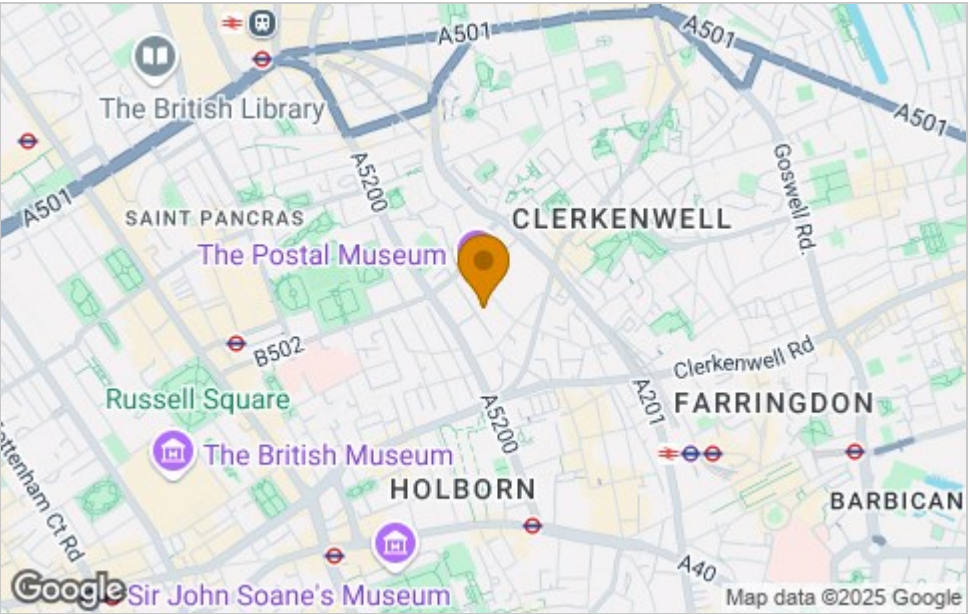 A501
A501
The British Library
A501
A501
Goswell Rd.
A5200
SAINT PANCRAS
CLERKENWELL
The Postal Museum
B502
Clerkenwell Rd
Russell Square
A201
FARRINGDON
A5200
The British Museum
HOLBORN
BARBICAN
ottenham Ct Rd
A40
Google
Sir John Soane's Museum
Map data ©2025 Google